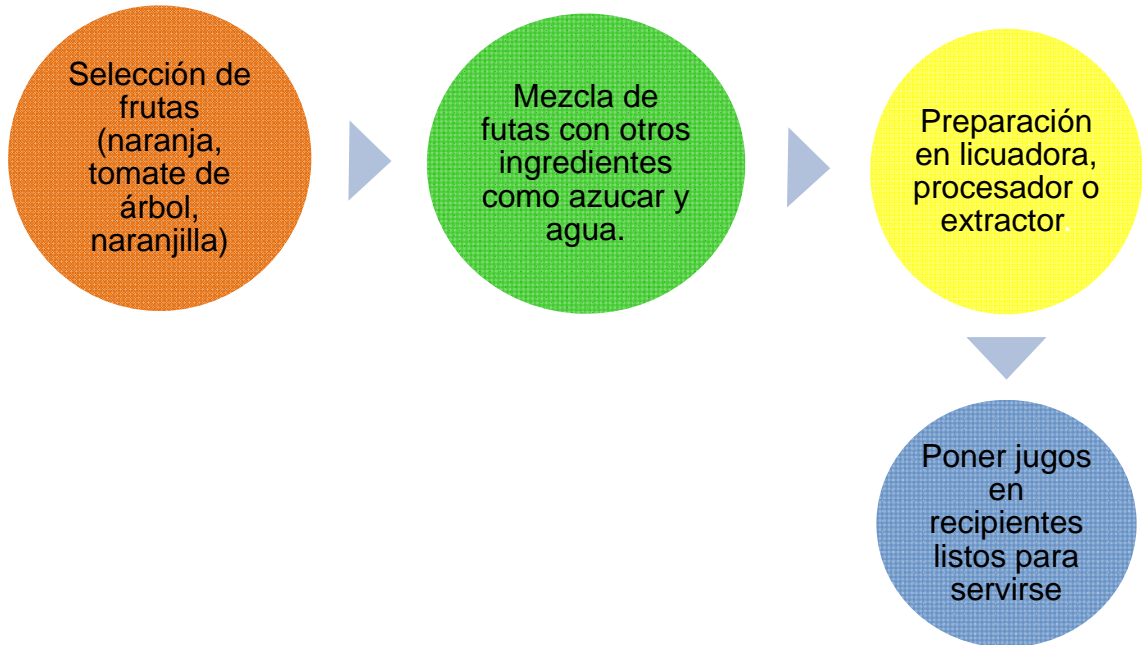 Selección de
frutas
(naranja,
tomate de
árbol,
naranjilla)
Mezcla de
futas con otros
ingredientes
como azucar y
agua.
Preparación
en licuadora,
procesador o
extractor.
Poner jugos
en
recipientes
listos para
servirse